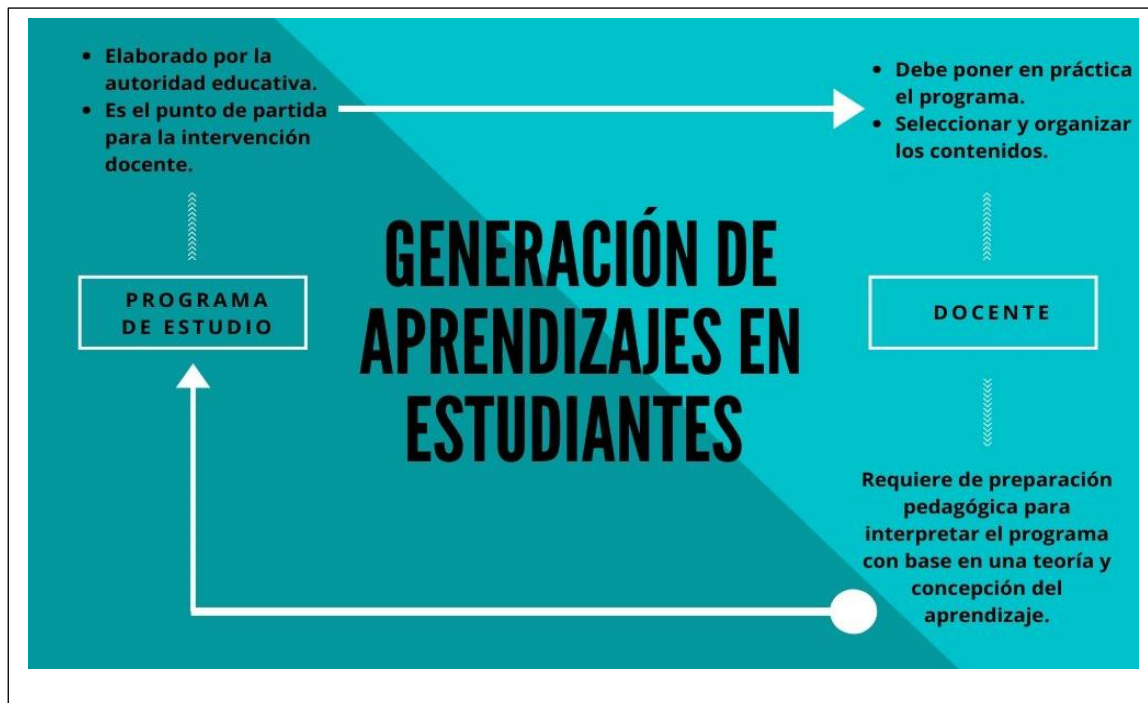 • Elaborado por la
autoridad educativa.
• Es el punto de partida
para la intervención
docente.
PROGRAMA
DE ESTUDIO
GENERACIÓN DE
APRENDIZAJES EN
ESTUDIANTES
• Debe poner en práctica
el programa.
• Seleccionar y organizar
los contenidos.
DOCENTE
Requiere de preparación
pedagógica para
interpretar el programa
con base en una teoría y
concepción del
aprendizaje.